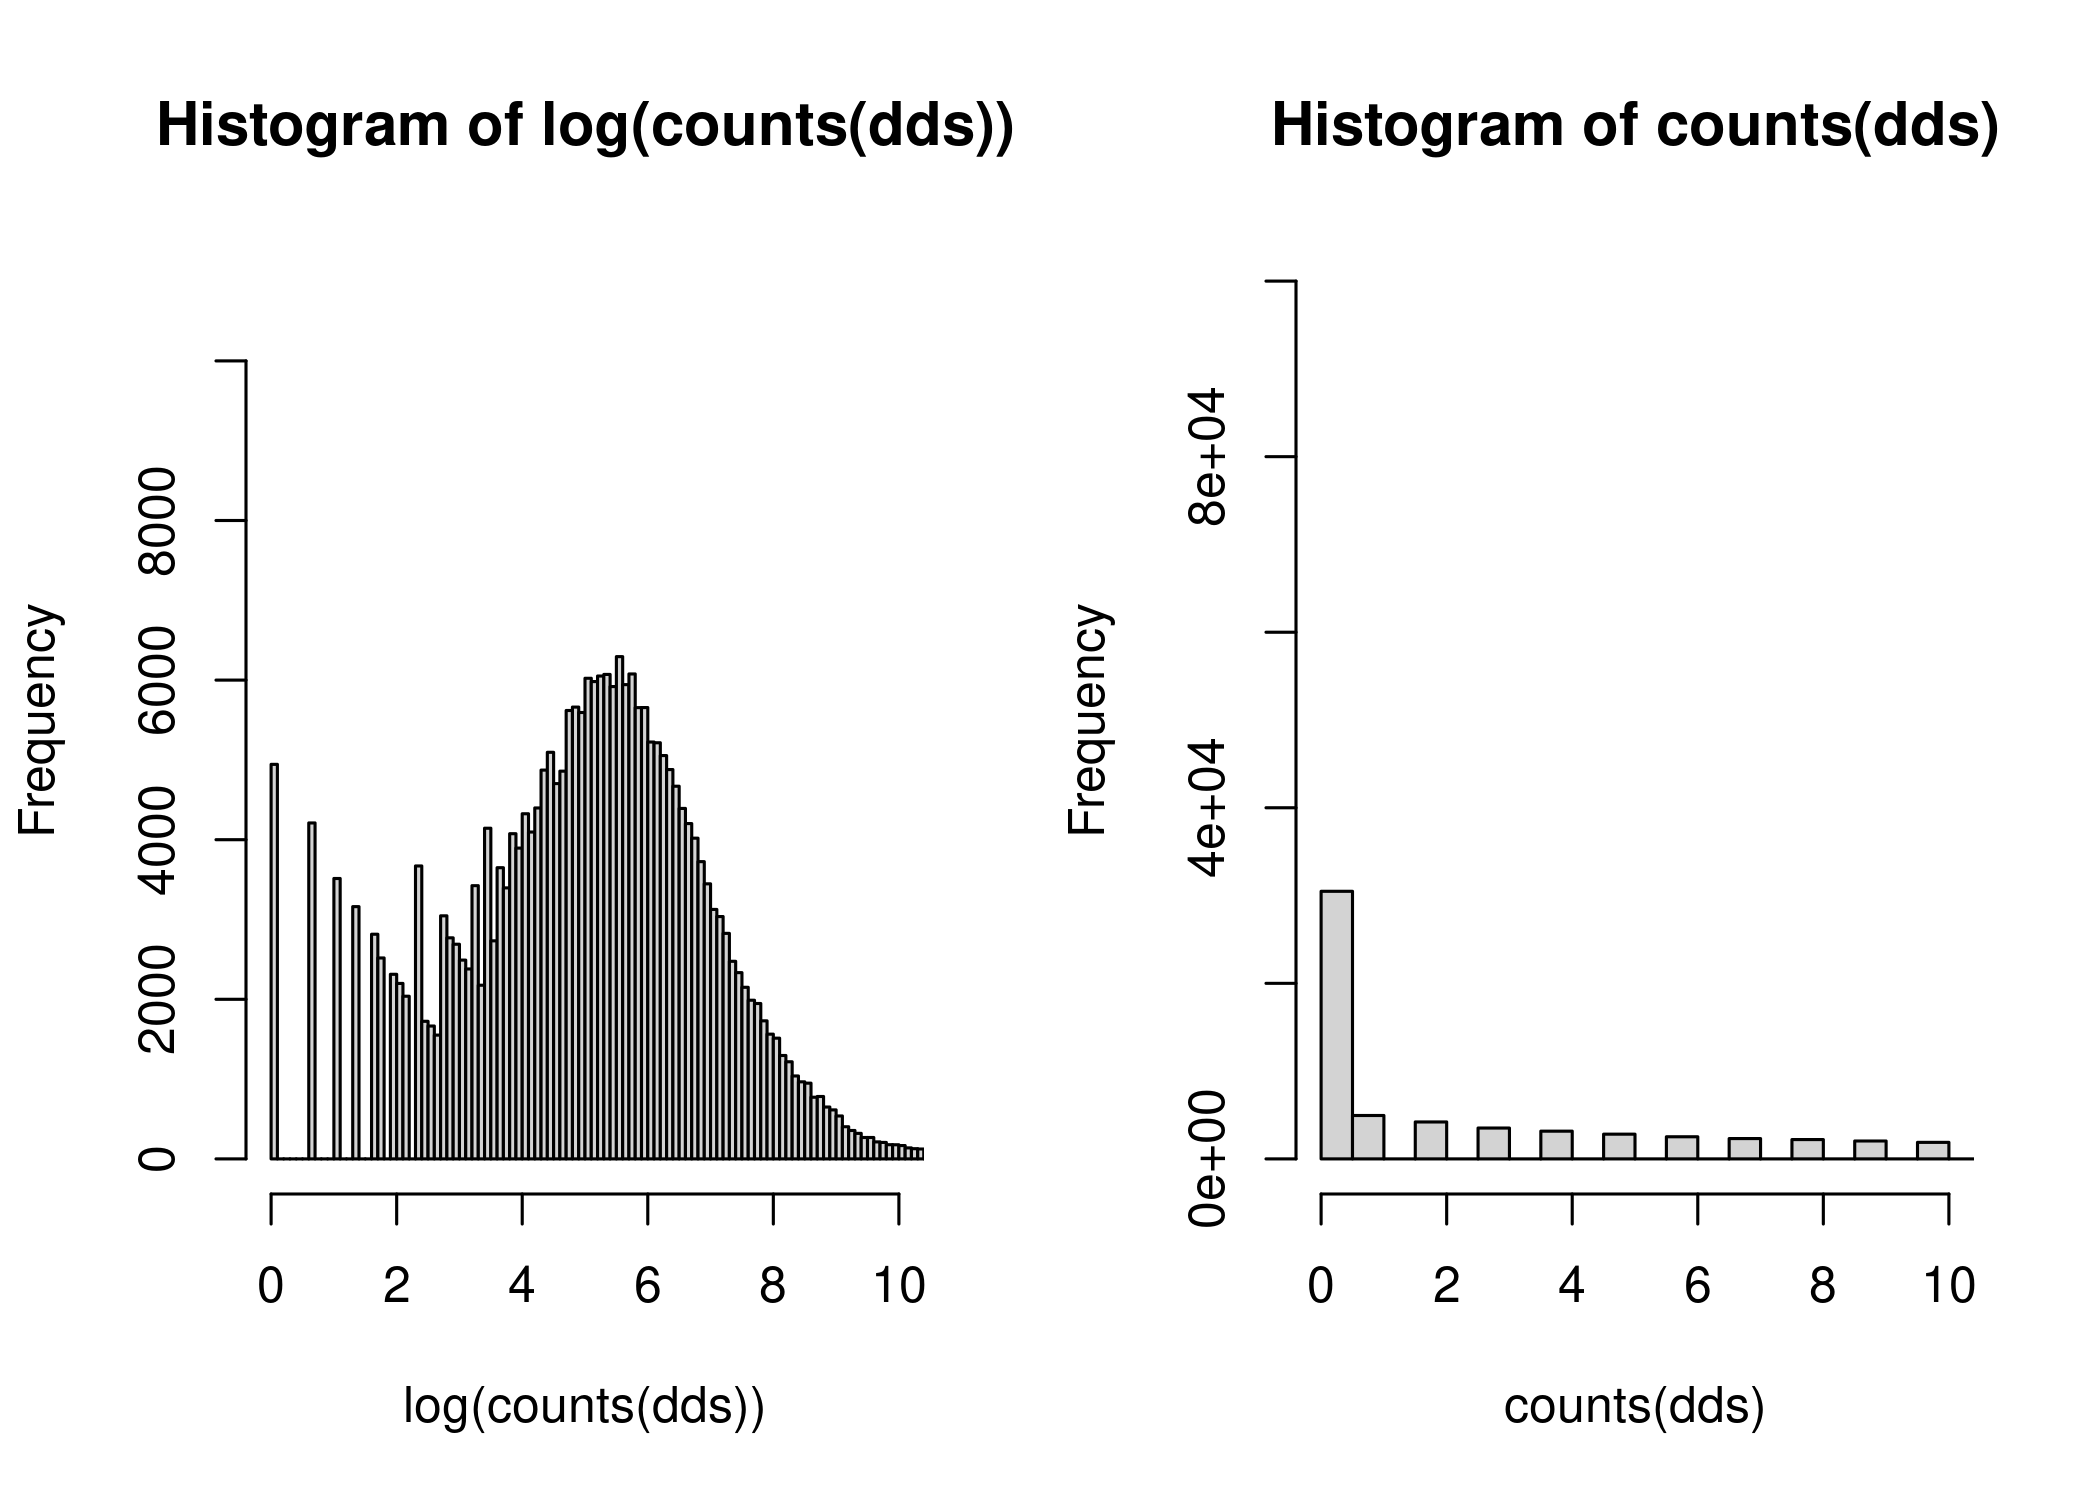 Histogram of log(counts(dds))
Frequency
8000
6000
4000
2000
0
0 2 4 6 8 10
log(counts(dds))
Histogram of counts(dds)
Frequency
8e+04
4e+04
0e+00
0 2 4 6 8 10
counts(dds)